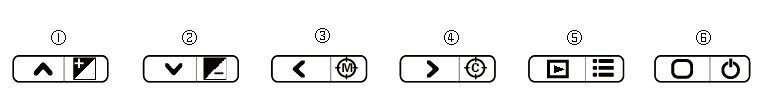 ① ② ③ ④ ⑤ ⑥
M C